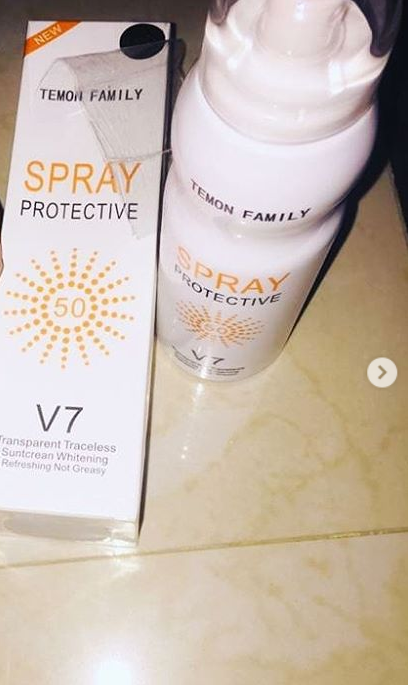 NEW
TEMON FAMILY
SPRAY
PROTECTIVE
50
V7
Transparent Traceless
Suntcrean Whitening
Refreshing Not Greasy
TEMON FAMILY
SPRAY
PROTECTIVE
50
V7